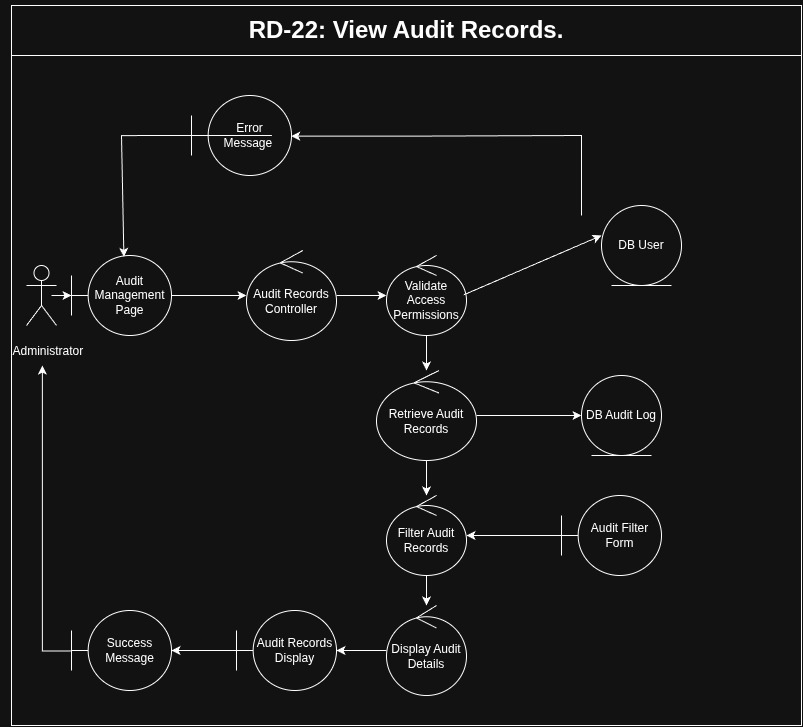 RD-22: View Audit Records.
Error
Message
DB User
Audit
Management
Page
Audit Records
Controller
Validate
Access
Permissions
Administrator
Retrieve Audit
Records
DB Audit Log
Filter Audit
Records
Audit Filter
Form
Success
Message
Audit Records
Display
Display Audit
Details